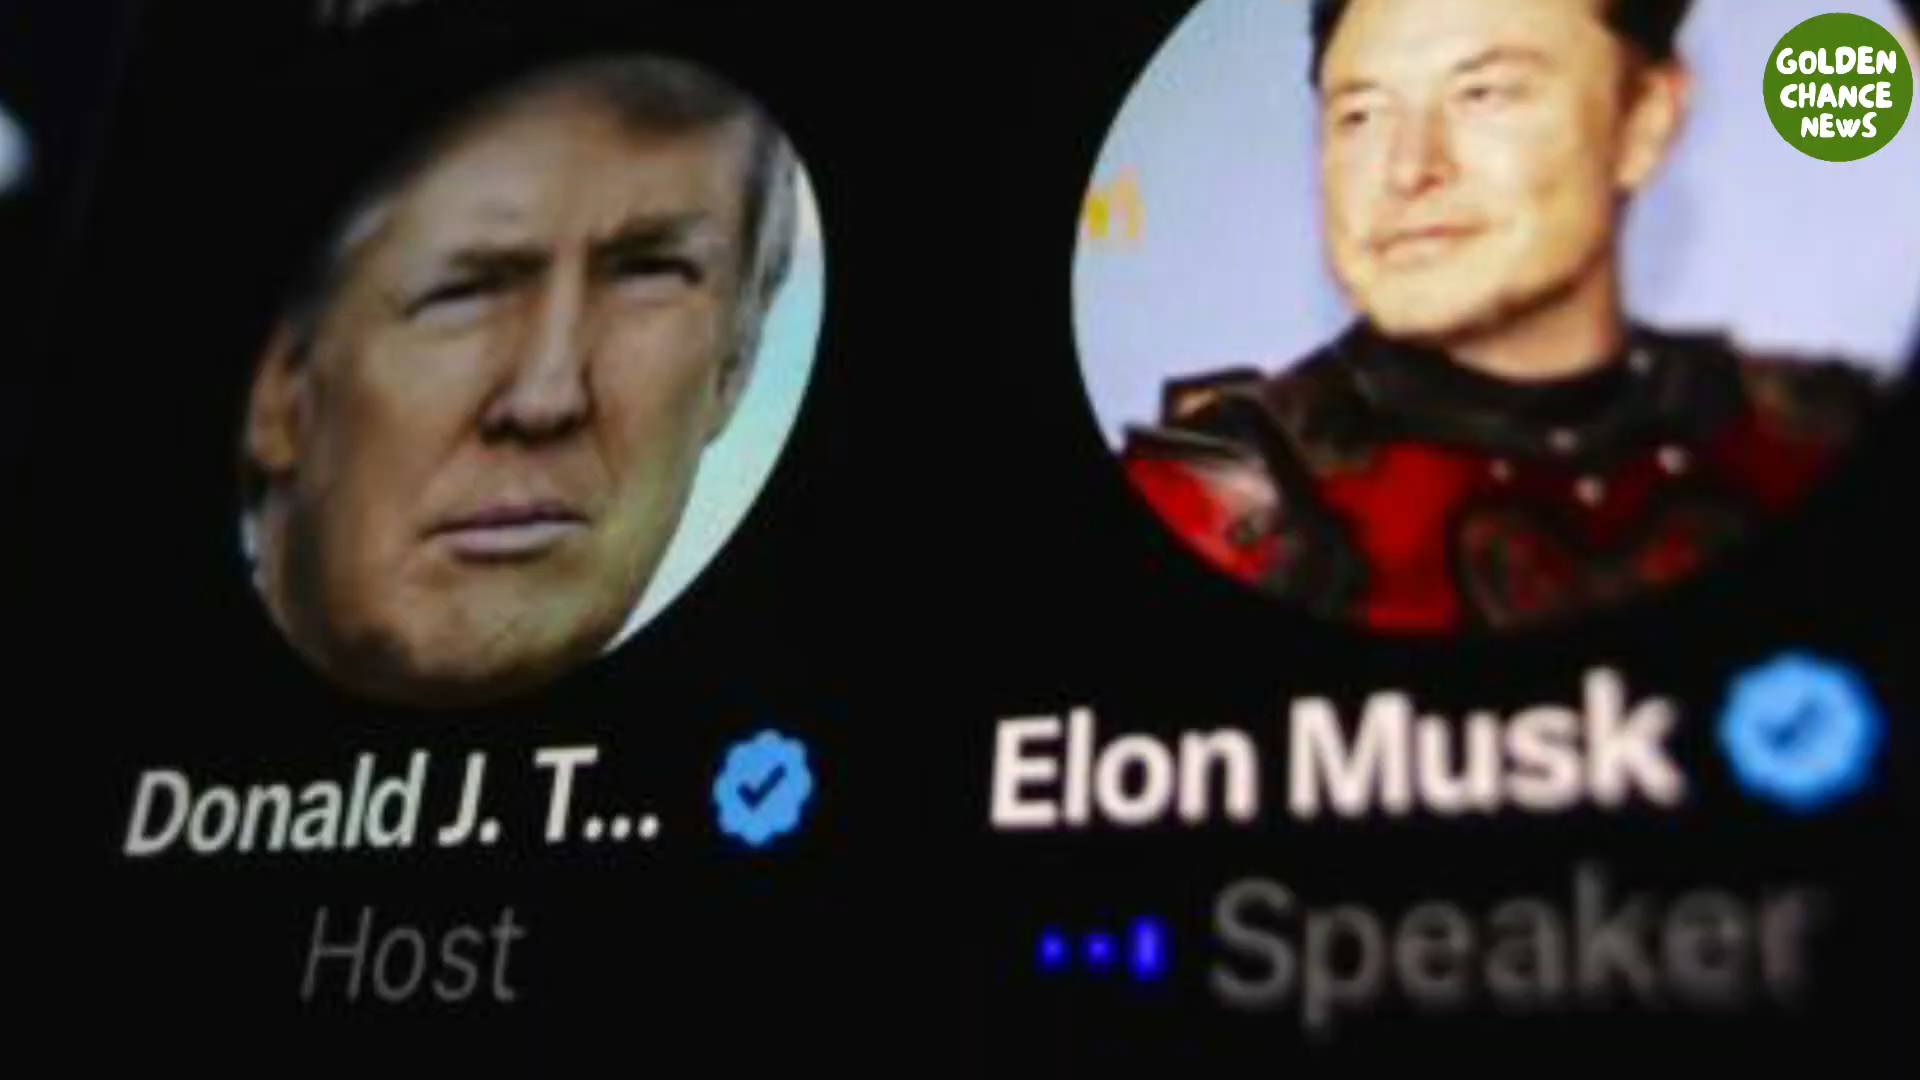 GOLDEN
CHANCE
NEWS
Donald J. T...
Elon Musk
Host
Speaker